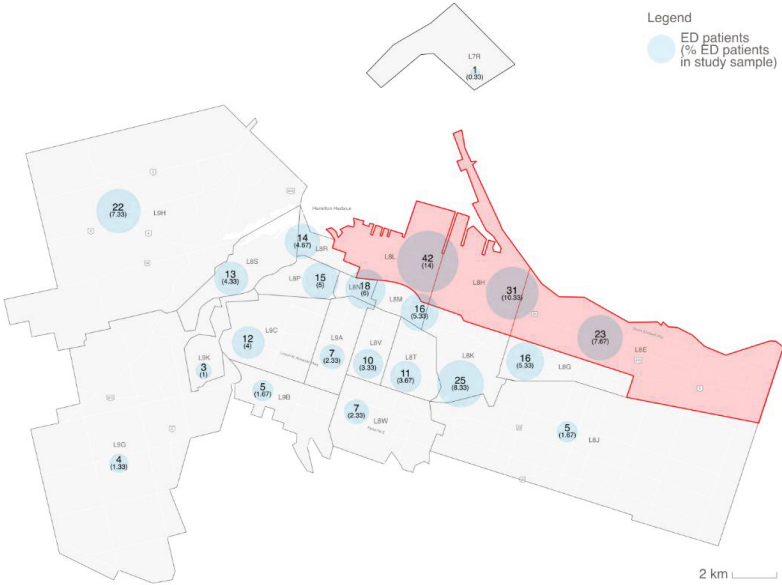 Legend
ED patients
(% ED patients
in study sample)
L7R
1
(0.33)
22
(7.33)
L9H
Hamilton Harbour
14
(4.67)
L8R
13
(4.33)
L8S
L8P
15
(5)
L8N
18
(6)
L8L
42
(14)
L8H
31
(10.33)
L8M
16
(5.33)
23
(7.67)
L8E
12
(4)
L9C
L9A
7
(2.33)
L8V
10
(3.33)
L8T
11
(3.67)
L8K
25
(8.33)
16
(5.33)
L8G
L9K
3
(1)
5
(1.67)
L9B
7
(2.33)
L8W
5
(1.67)
L8J
L9G
4
(1.33)
2 km